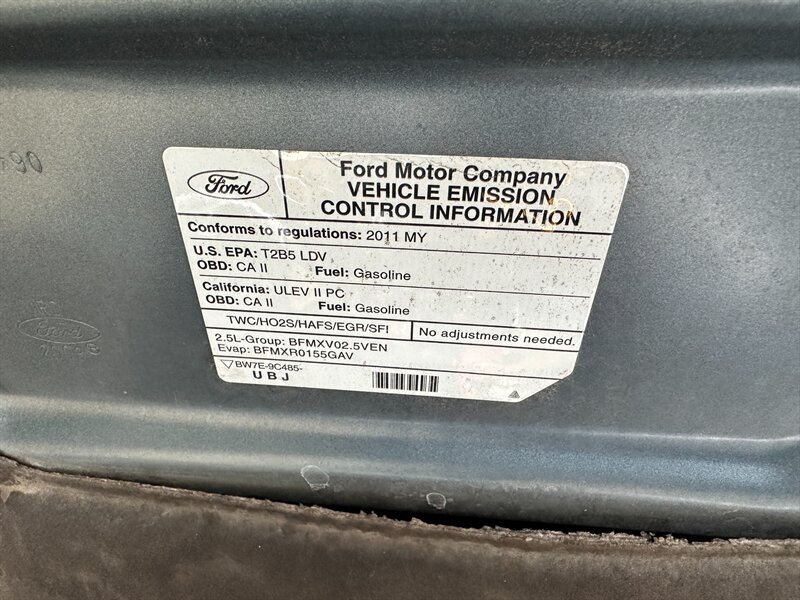 Ford
Ford Motor Company
VEHICLE EMISSION
CONTROL INFORMATION
Conforms to regulations: 2011 MY
U.S. EPA: T2B5 LDV
OBD: CA II Fuel: Gasoline
California: ULEV II PC
OBD: CA II Fuel: Gasoline
TWC/HO2S/HAFS/EGR/SFI
No adjustments needed.
2.5L-Group: BFMXV02.5VEN
Evap: BFMXR0155GAV
BW7E-9C485-
UBJ
Ford